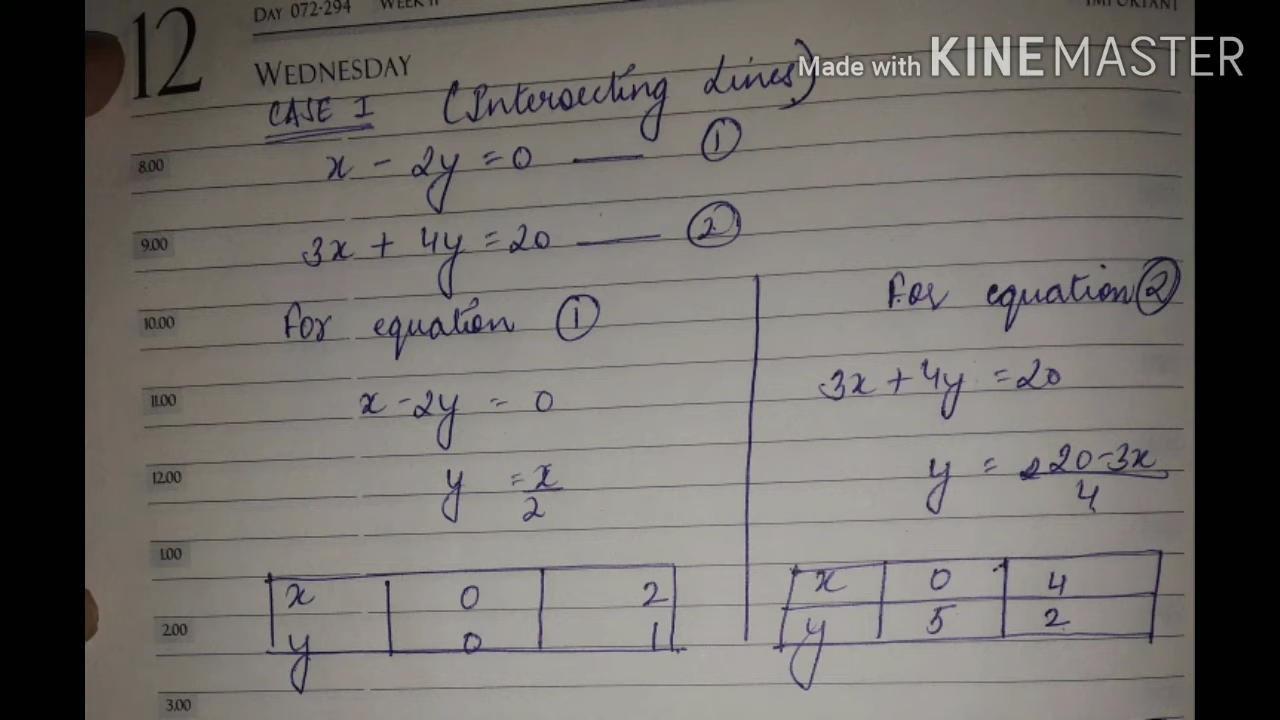 12
DAY 072-294 WEEK 11
IMPORTANT
WEDNESDAY
Made with KINEMASTER
CASE I (Intersecting Lines)
8.00
x - 2y = 0 —— ①
9.00
3x + 4y = 20 —— ②
10.00
For equation ①
11.00
x - 2y = 0
12.00
y = x/2
1.00
x 0 2
2.00
y 0 1
3.00
For equation ②
3x + 4y = 20
y = 20-3x/4
x 0 4
y 5 2